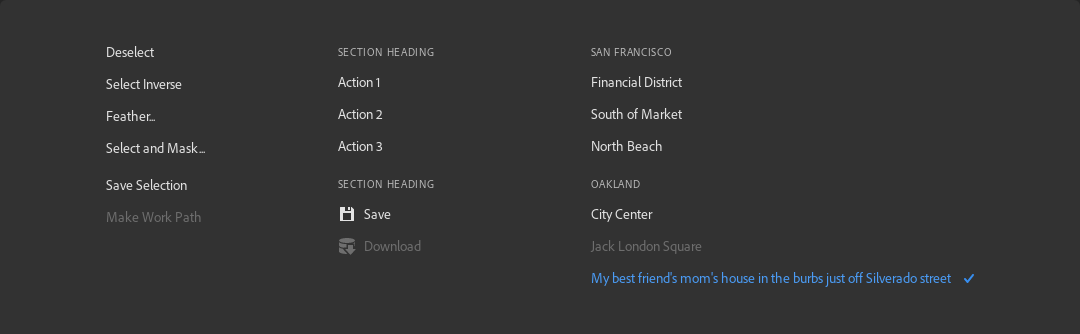 Deselect
Select Inverse
Feather...
Select and Mask...
Save Selection
Make Work Path
SECTION HEADING
Action 1
Action 2
Action 3
SECTION HEADING
Save
Download
SAN FRANCISCO
Financial District
South of Market
North Beach
OAKLAND
City Center
Jack London Square
My best friend's mom's house in the burbs just off Silverado street